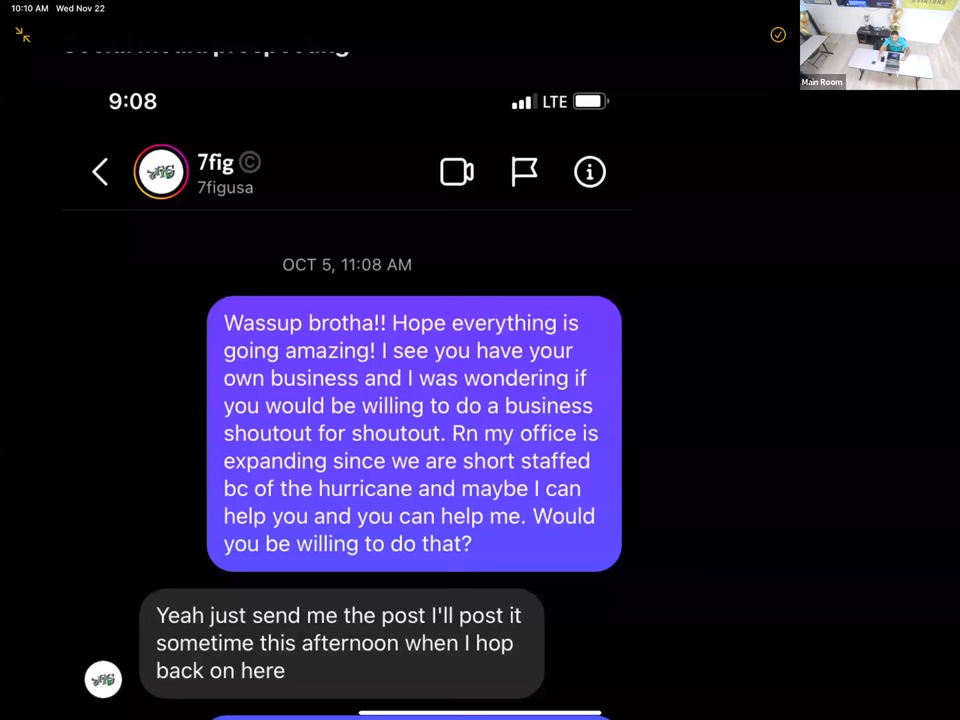 10:10 AM Wed Nov 22
Main Room
9:08
LTE
7fig ©
7figusa
OCT 5, 11:08 AM
Wassup brotha!! Hope everything is
going amazing! I see you have your
own business and I was wondering if
you would be willing to do a business
shoutout for shoutout. Rn my office is
expanding since we are short staffed
bc of the hurricane and maybe I can
help you and you can help me. Would
you be willing to do that?
Yeah just send me the post I'll post it
sometime this afternoon when I hop
back on here